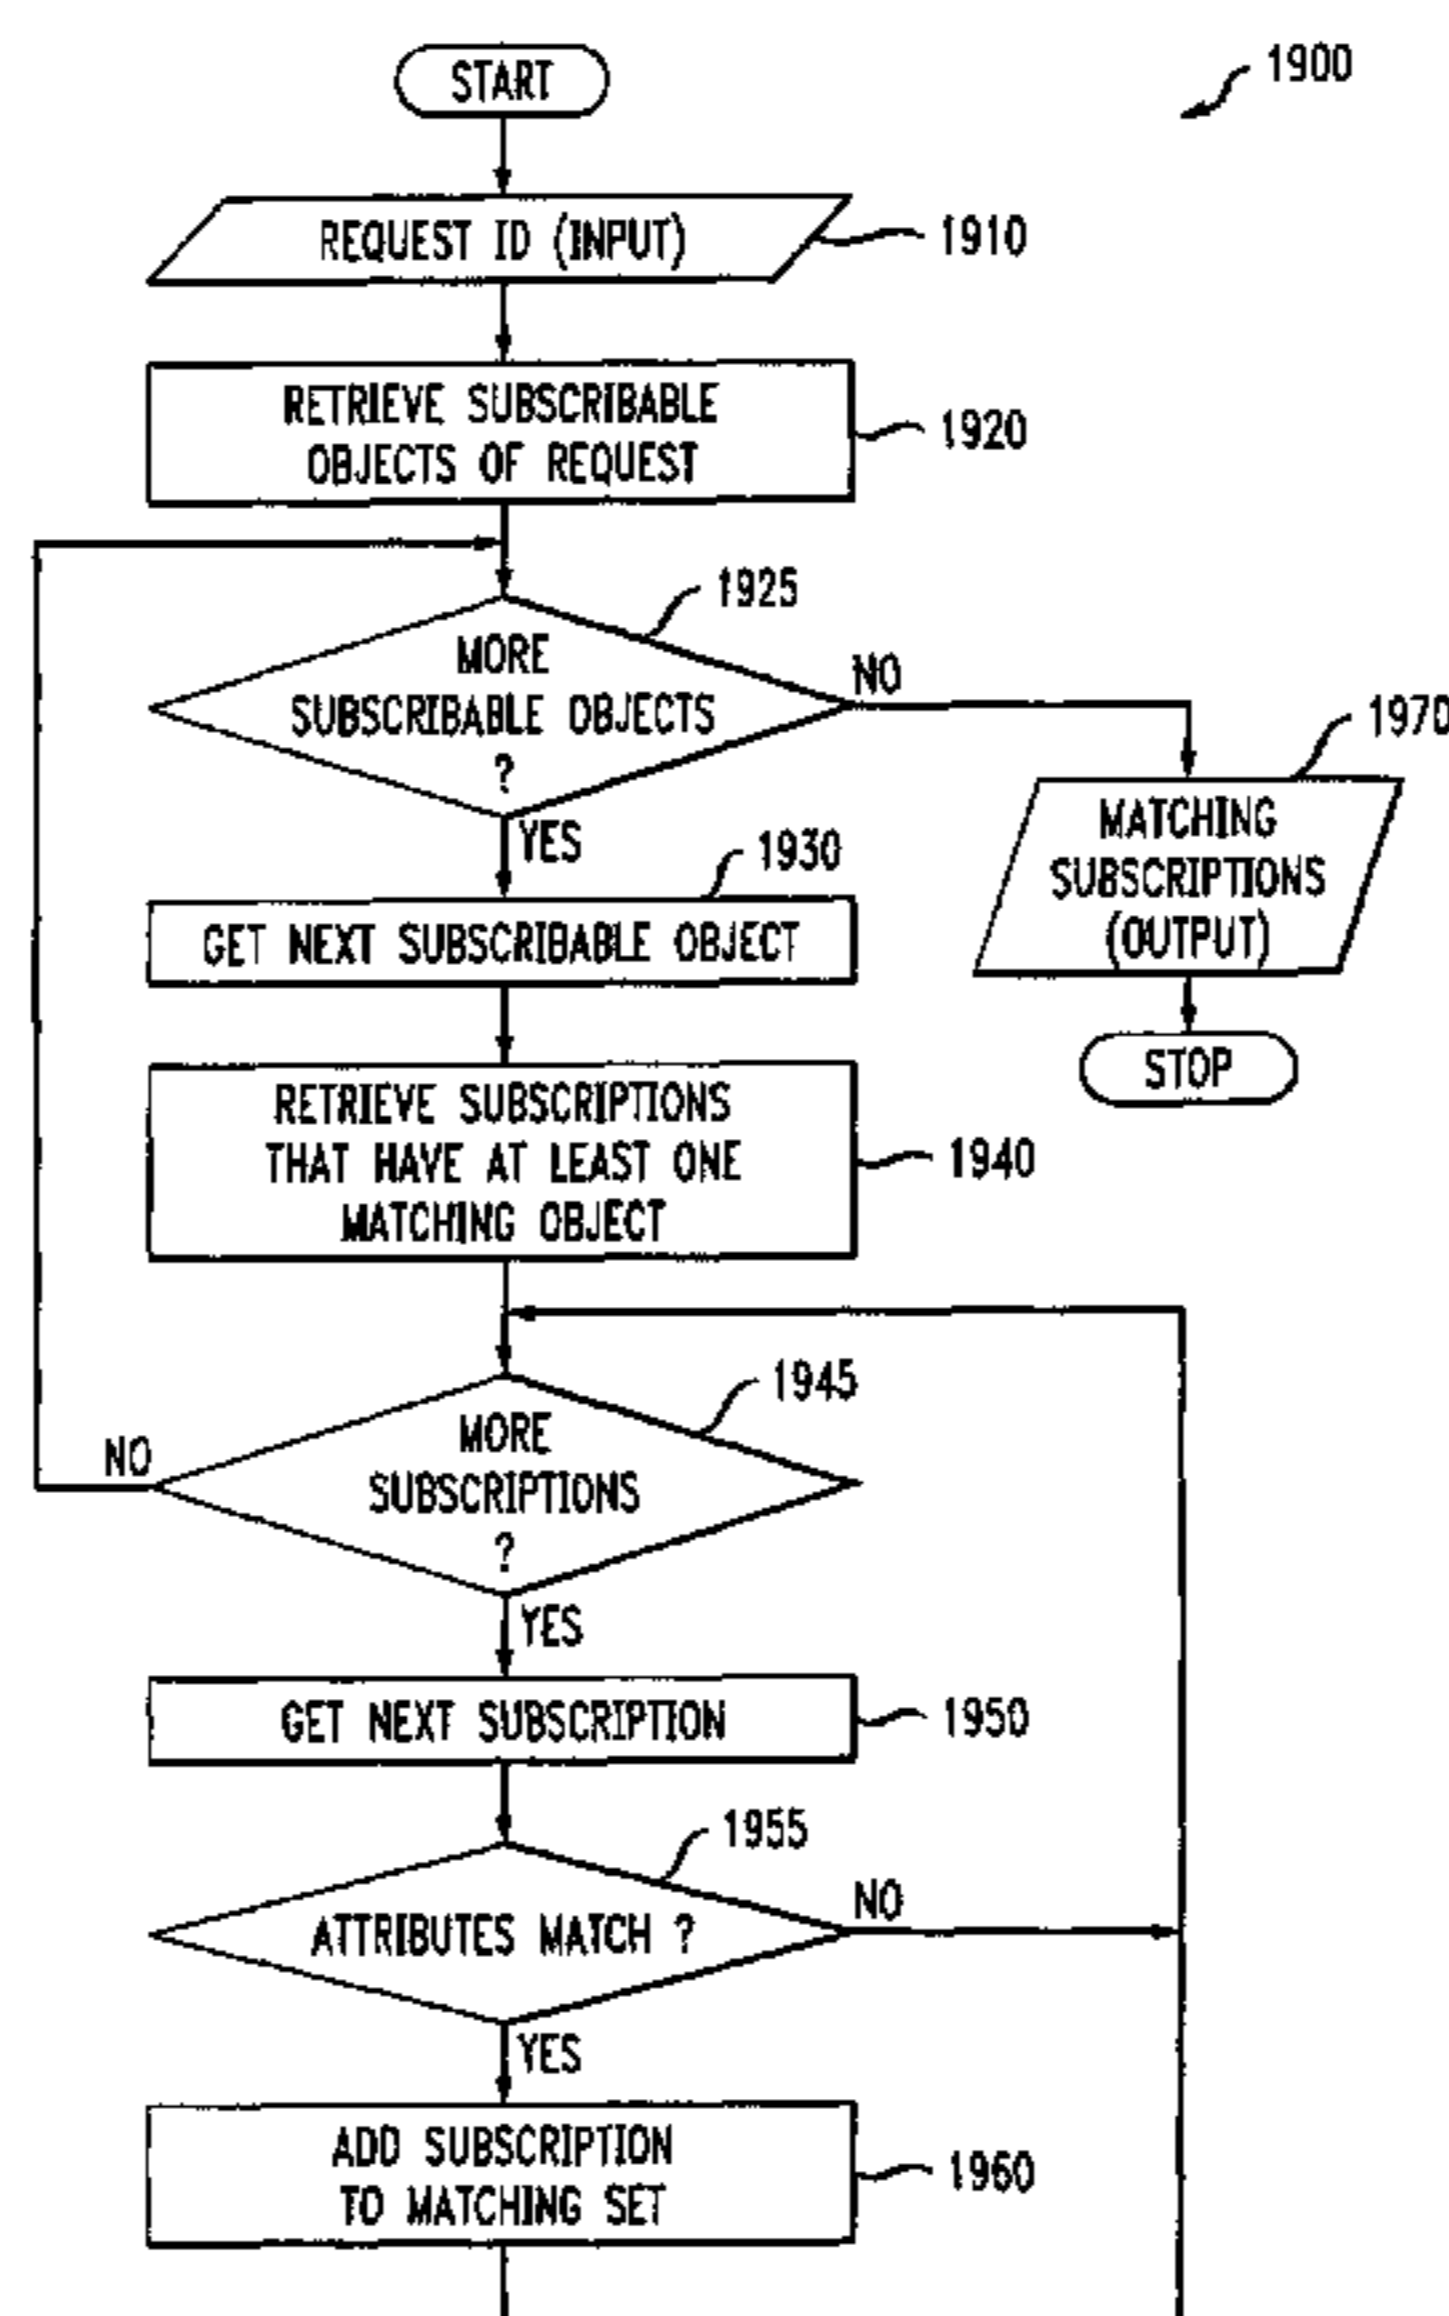 START
1900
REQUEST ID (INPUT)
1910
RETRIEVE SUBSCRIBABLE
OBJECTS OF REQUEST
1920
1925
MORE
SUBSCRIBABLE OBJECTS
?
NO
YES
1970
MATCHING
SUBSCRIPTIONS
(OUTPUT)
STOP
1930
GET NEXT SUBSCRIBABLE OBJECT
RETRIEVE SUBSCRIPTIONS
THAT HAVE AT LEAST ONE
MATCHING OBJECT
1940
1945
MORE
SUBSCRIPTIONS
?
NO
YES
GET NEXT SUBSCRIPTION
1950
1955
ATTRIBUTES MATCH ?
NO
YES
ADD SUBSCRIPTION
TO MATCHING SET
1960